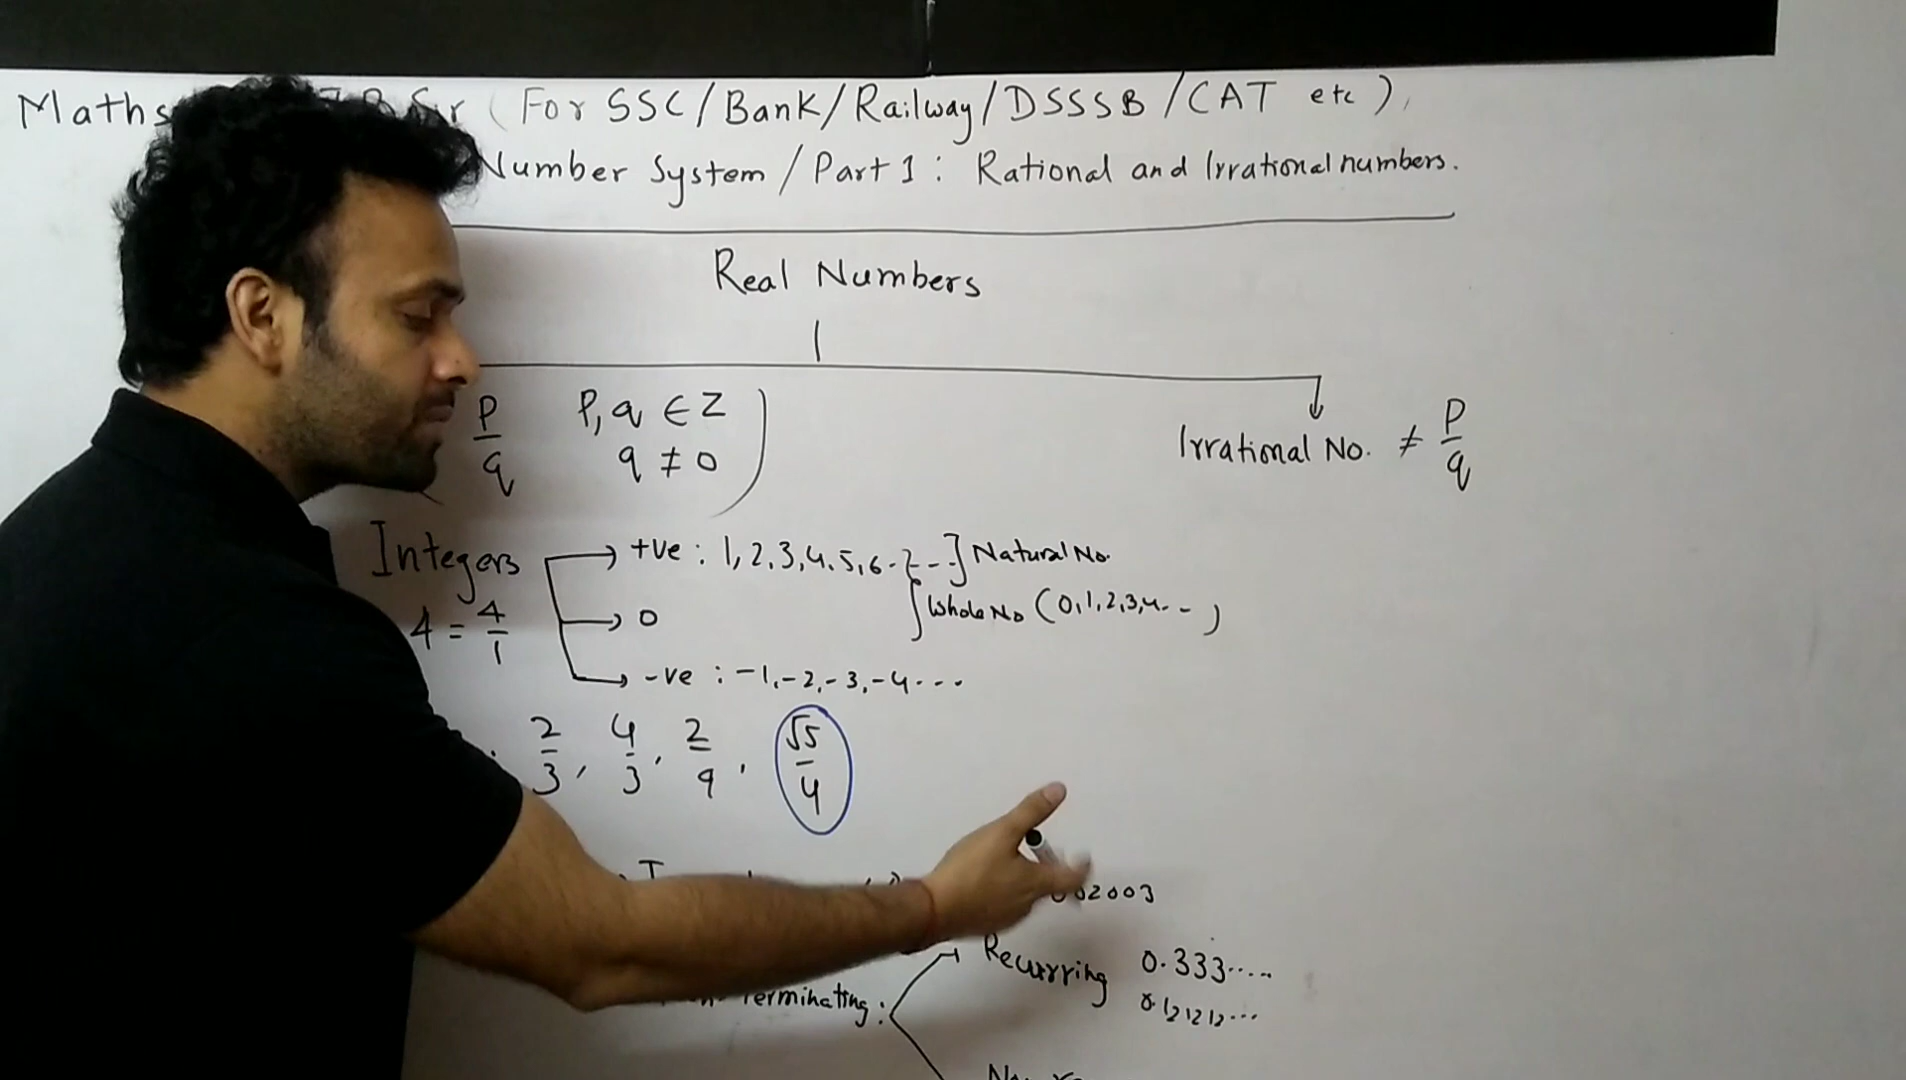 Maths (For SSC/Bank/Railway/DSSSB/CAT etc),
Number System / Part 1 : Rational and Irrational numbers.
Real Numbers
P/q P,q ∈ Z
q ≠ 0
Irrational No. ≠ P/q
Integers → +ve : 1,2,3,4,5,6 - - - - ] Natural No.
→ 0 Whole No (0,1,2,3,4.. - )
4 = 4/1
→ -ve : -1,-2,-3,-4...
2/3, 4/3, 2/9, √5/4
02003
Recurring 0.333.....
Terminating : 0.121212...